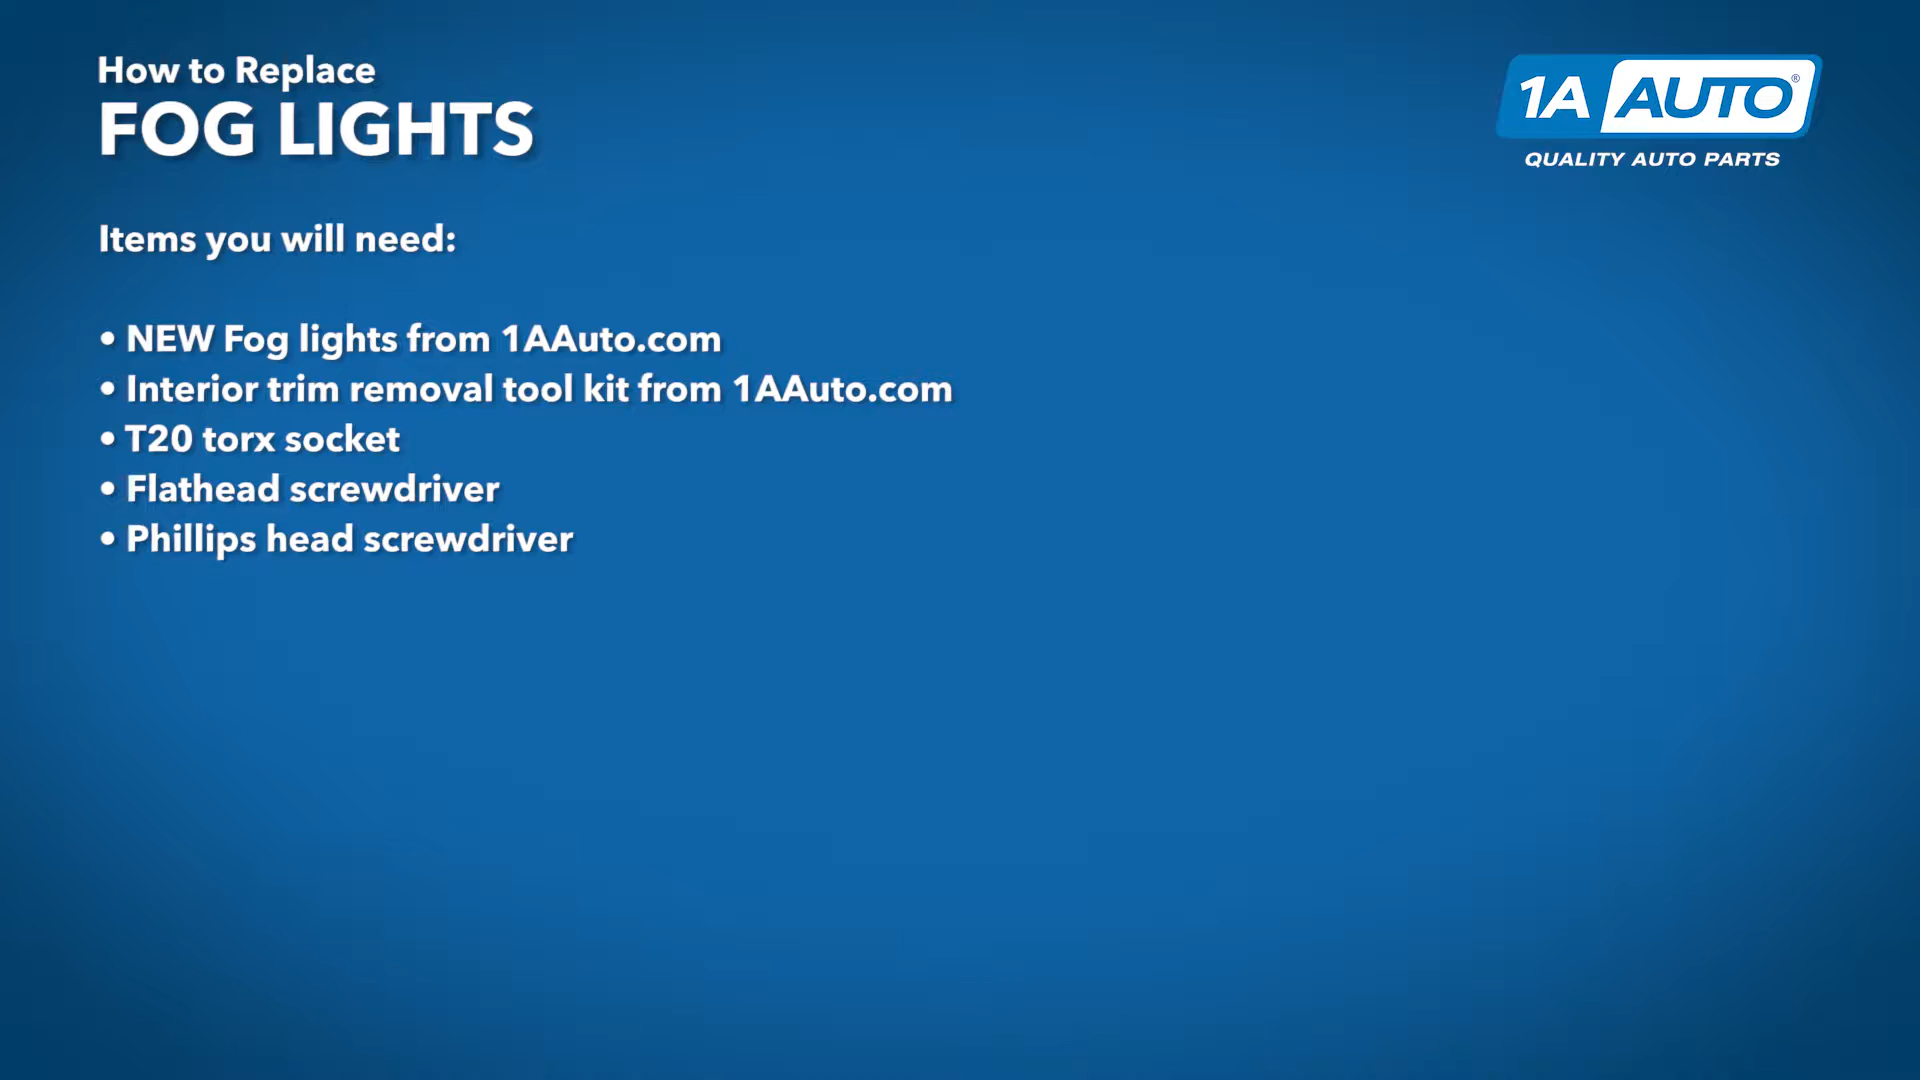 How to Replace
FOG LIGHTS
1A AUTO®
QUALITY AUTO PARTS
Items you will need:
• NEW Fog lights from 1AAuto.com
• Interior trim removal tool kit from 1AAuto.com
• T20 torx socket
• Flathead screwdriver
• Phillips head screwdriver